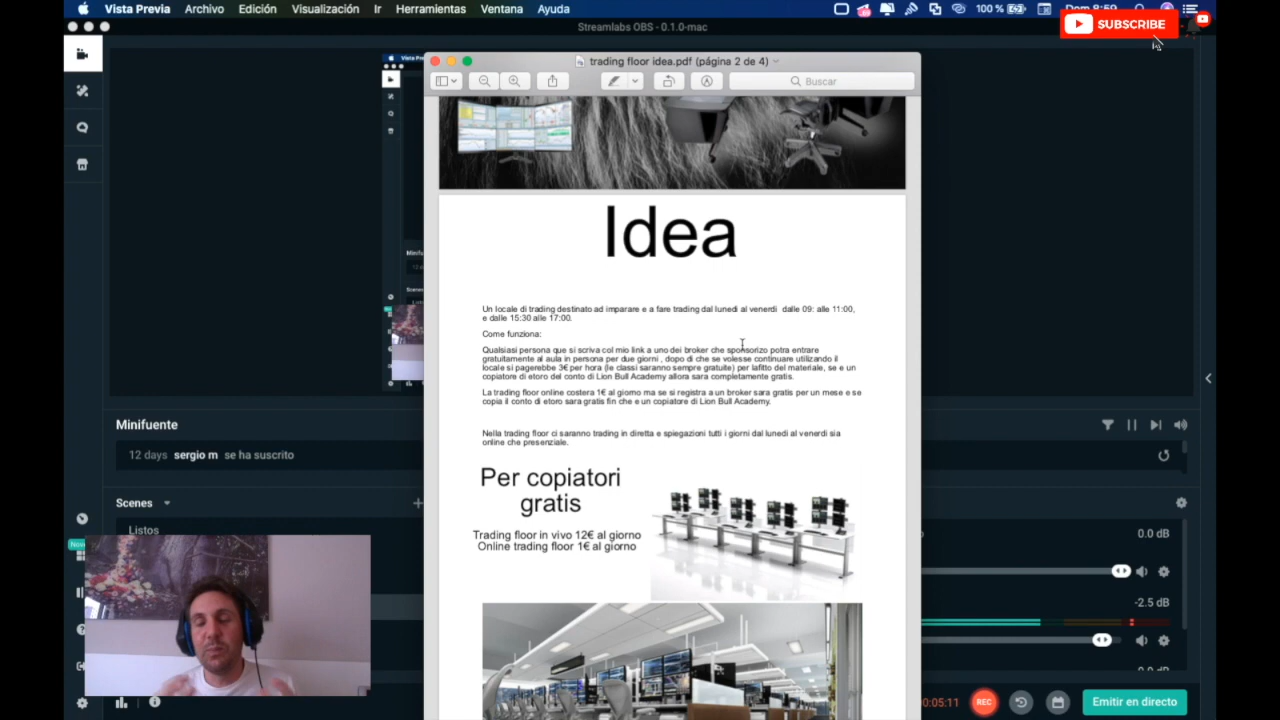 Vista Previa Archivo Edición Visualización Ir Herramientas Ventana Ayuda
100 %
Dom 8:59
SUBSCRIBE
Streamlabs OBS - 0.1.0-mac
Vista Previa
trading floor idea.pdf (página 2 de 4)
Buscar
Idea
Un locale di trading destinato ad imparare e a fare trading dal lunedi al venerdi dalle 09: alle 11:00,
e dalle 15:30 alle 17:00.
Come funziona:
Qualsiasi persona que si scriva col mio link a uno dei broker che sponsorizo potra entrare
gratuitamente al aula in persona per due giorni , dopo di che se volesse continuare utilizando il
locale si pagerebbe 3€ per hora (le classi saranno sempre gratuite) per lafitto del materiale, se e un
copiatore di etoro del conto di Lion Bull Academy allora sara completamente gratis.
La trading floor online costera 1€ al giorno ma se si registra a un broker sara gratis per un mese e se
copia il conto di etoro sara gratis fin che e un copiatore di Lion Bull Academy.
Nella trading floor ci saranno trading in diretta e spiegazioni tutti i giorni dal lunedi al venerdi sia
online che presenziale.
Per copiatori
gratis
Trading floor in vivo 12€ al giorno
Online trading floor 1€ al giorno
Minifuente
12 days sergio m se ha suscrito
Scenes
Listos
0.0 dB
-2.5 dB
0:05:11
REC
Emitir en directo